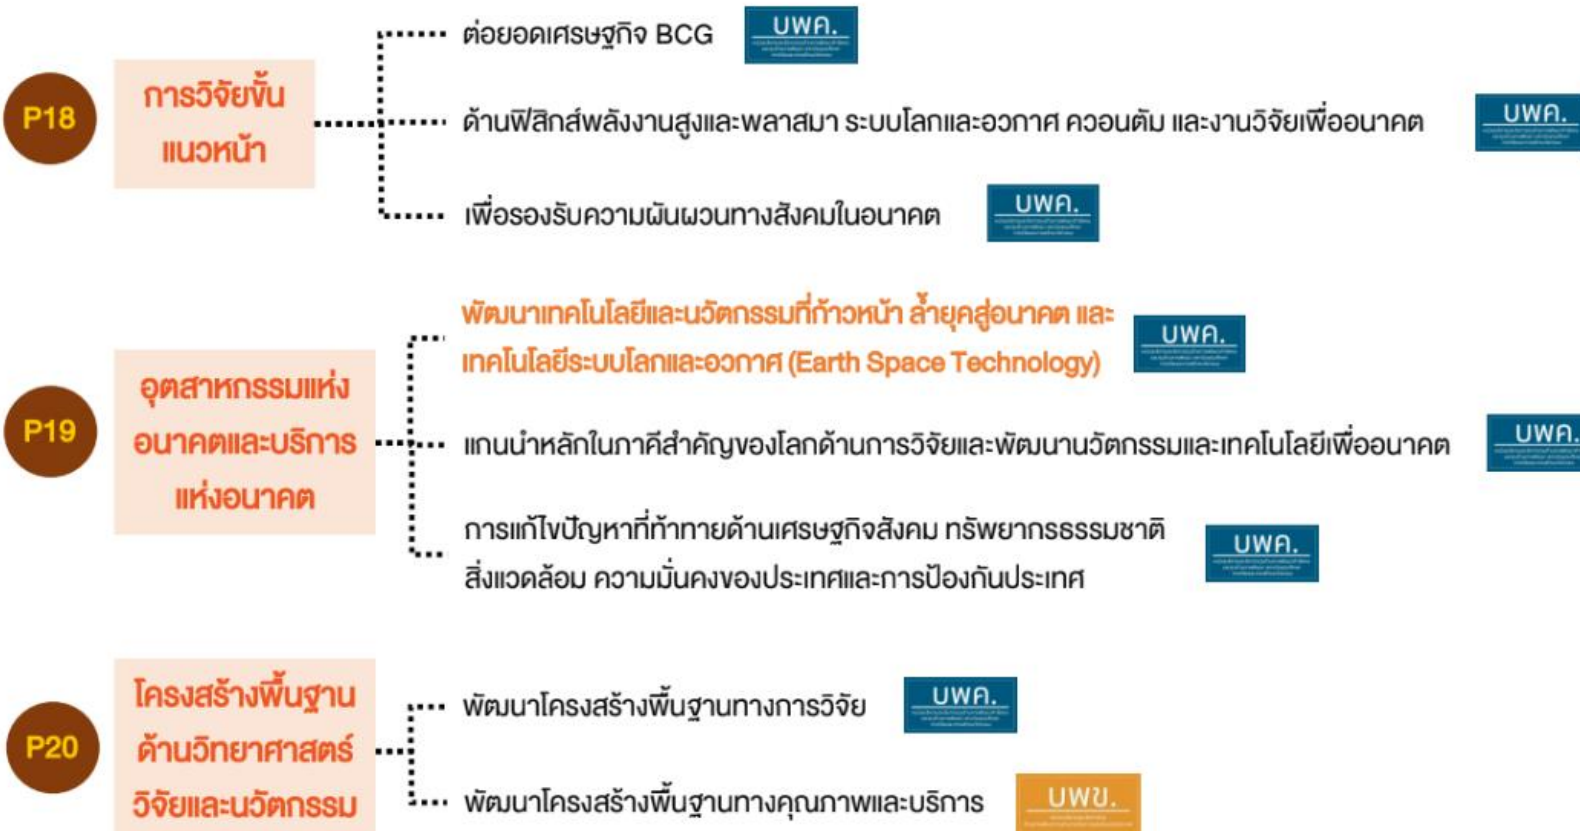 P18
การวิจัยขั้น
แนวหน้า
ต่อยอดเศรษฐกิจ BCG
บพค.
ด้านฟิสิกส์พลังงานสูงและพลาสมา ระบบโลกและอวกาศ ควอนตัม และงานวิจัยเพื่ออนาคต
บพค.
เพื่อรองรับความผันผวนทางสังคมในอนาคต
บพค.
P19
อุตสาหกรรมแห่ง
อนาคตและบริการ
แห่งอนาคต
พัฒนาเทคโนโลยีและนวัตกรรมที่ก้าวหน้า ล้ำยุคสู่อนาคต และ
เทคโนโลยีระบบโลกและอวกาศ (Earth Space Technology)
บพค.
แกนนำหลักในภาคีสำคัญของโลกด้านการวิจัยและพัฒนานวัตกรรมและเทคโนโลยีเพื่ออนาคต
บพค.
การแก้ไขปัญหาที่ท้าทายด้านเศรษฐกิจสังคม ทรัพยากรธรรมชาติ
สิ่งแวดล้อม ความมั่นคงของประเทศและการป้องกันประเทศ
บพค.
P20
โครงสร้างพื้นฐาน
ด้านวิทยาศาสตร์
วิจัยและนวัตกรรม
พัฒนาโครงสร้างพื้นฐานทางการวิจัย
บพค.
พัฒนาโครงสร้างพื้นฐานทางคุณภาพและบริการ
บพข.